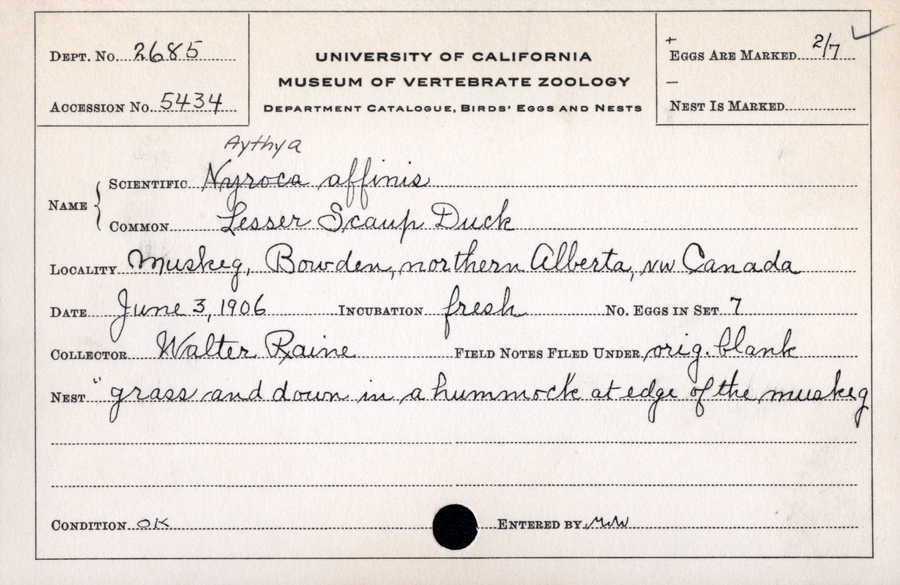 DEPT. NO. 2685
ACCESSION NO. 5434
UNIVERSITY OF CALIFORNIA
MUSEUM OF VERTEBRATE ZOOLOGY
DEPARTMENT CATALOGUE, BIRDS' EGGS AND NESTS
+ EGGS ARE MARKED 2/7 ✓
— NEST IS MARKED
Aythya
NAME { SCIENTIFIC Nyroca affinis
COMMON Lesser Scaup Duck
LOCALITY Muskeg, Bowden, northern Alberta, nw Canada
DATE June 3, 1906 INCUBATION fresh NO. EGGS IN SET 7
COLLECTOR Walter Raine FIELD NOTES FILED UNDER orig. blank
NEST "grass and down in a hummock" at edge of the muskeg
CONDITION OK ENTERED BY MW